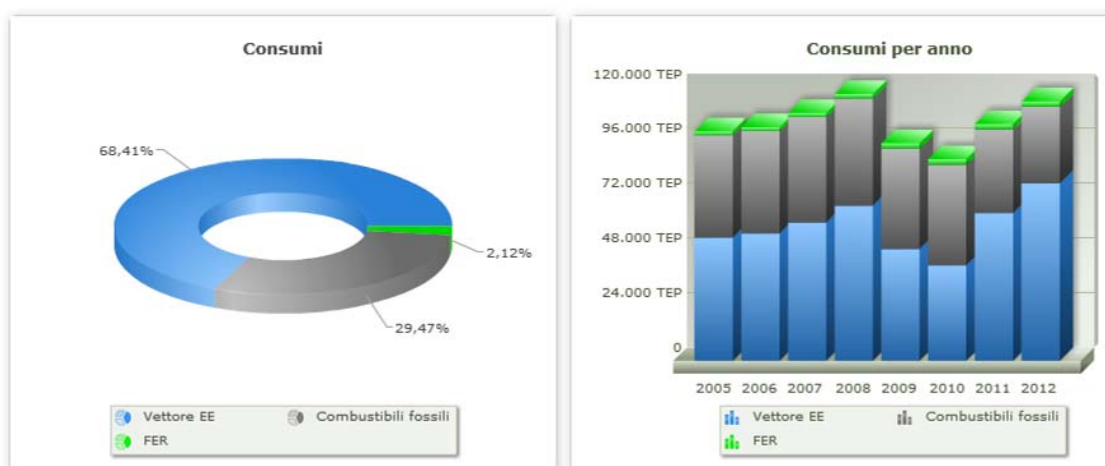 Consumi
68,41%
2,12%
29,47%
Vettore EE
Combustibili fossili
FER
Consumi per anno
120.000 TEP
96.000 TEP
72.000 TEP
48.000 TEP
24.000 TEP
0
2005 2006 2007 2008 2009 2010 2011 2012
Vettore EE
Combustibili fossili
FER